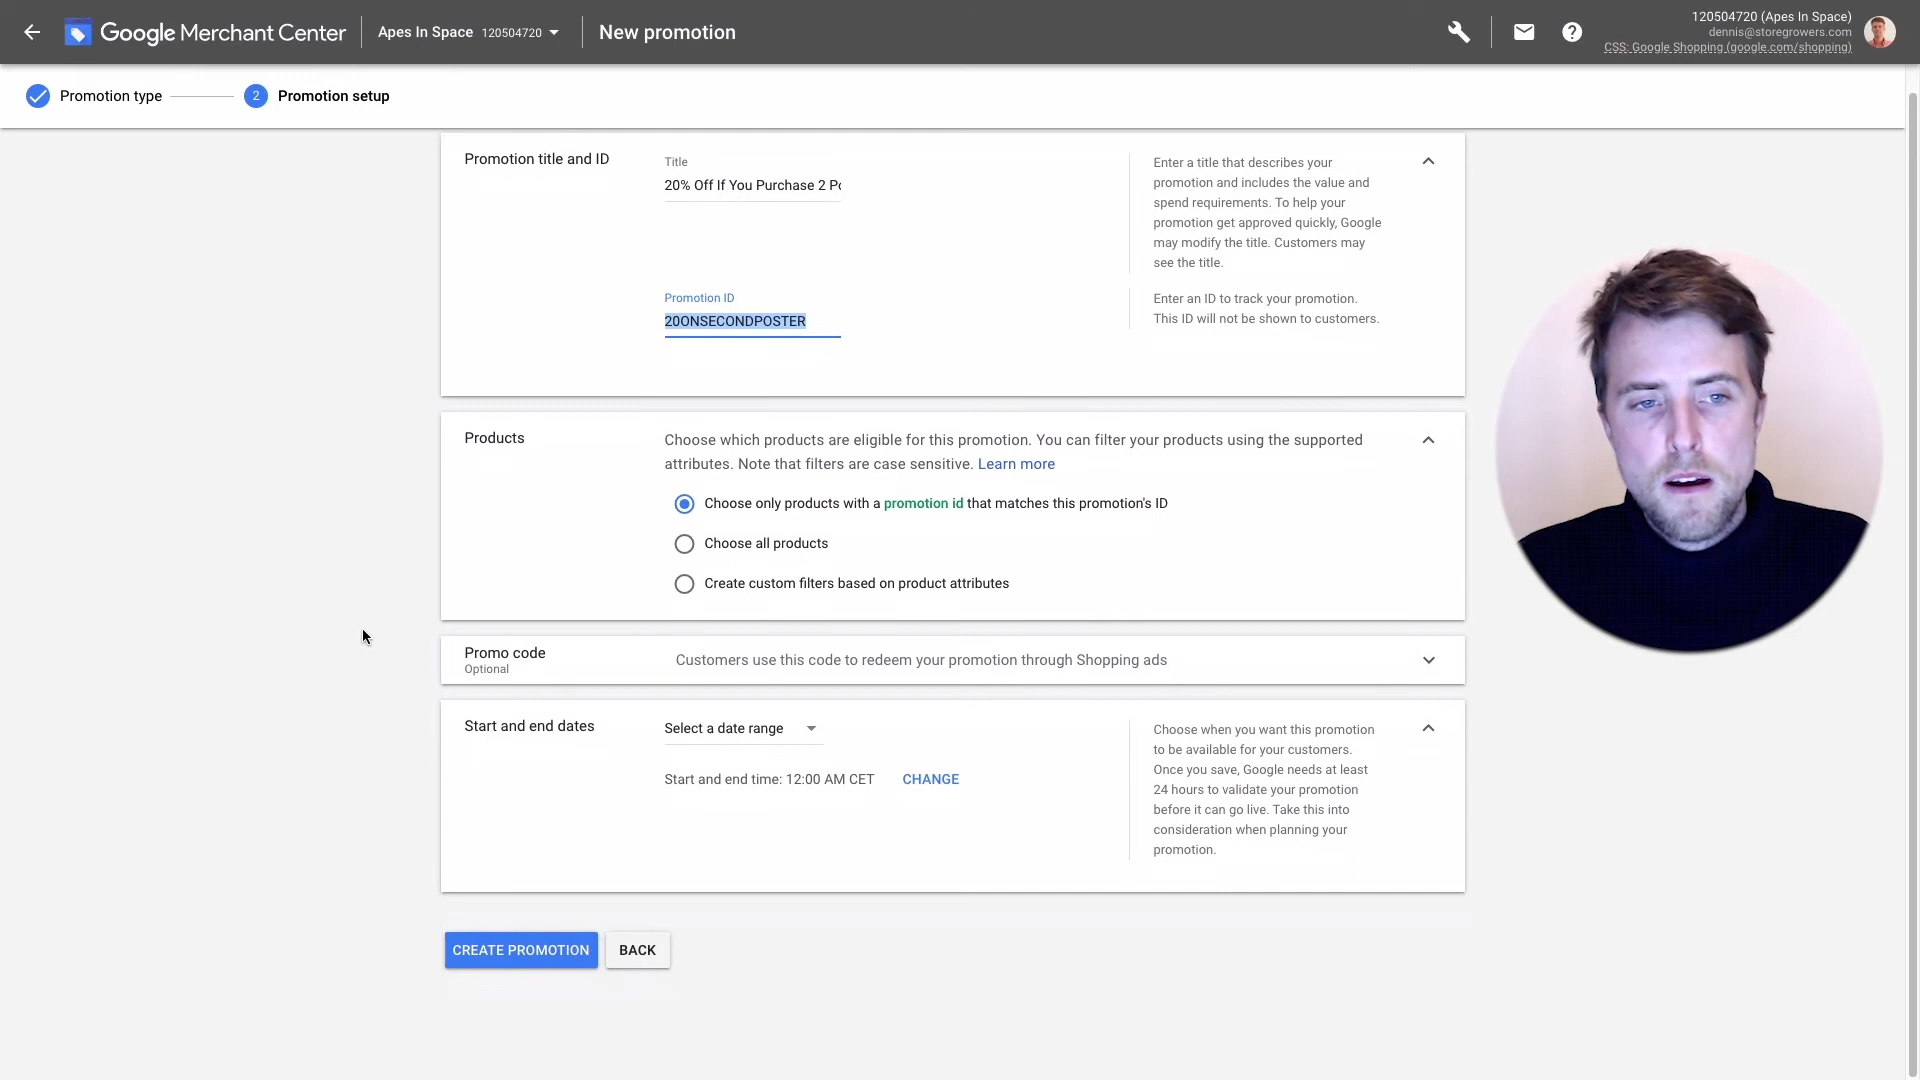 Google Merchant Center
Apes In Space 120504720
New promotion
120504720 (Apes In Space)
dennis@storegrowers.com
CSS: Google Shopping (google.com/shopping)
Promotion type
2 Promotion setup
Promotion title and ID
Title
20% Off If You Purchase 2 Po
Enter a title that describes your
promotion and includes the value and
spend requirements. To help your
promotion get approved quickly, Google
may modify the title. Customers may
see the title.
Promotion ID
20ONSECONDPOSTER
Enter an ID to track your promotion.
This ID will not be shown to customers.
Products
Choose which products are eligible for this promotion. You can filter your products using the supported
attributes. Note that filters are case sensitive. Learn more
Choose only products with a promotion id that matches this promotion's ID
Choose all products
Create custom filters based on product attributes
Promo code
Optional
Customers use this code to redeem your promotion through Shopping ads
Start and end dates
Select a date range
Start and end time: 12:00 AM CET CHANGE
Choose when you want this promotion
to be available for your customers.
Once you save, Google needs at least
24 hours to validate your promotion
before it can go live. Take this into
consideration when planning your
promotion.
CREATE PROMOTION
BACK